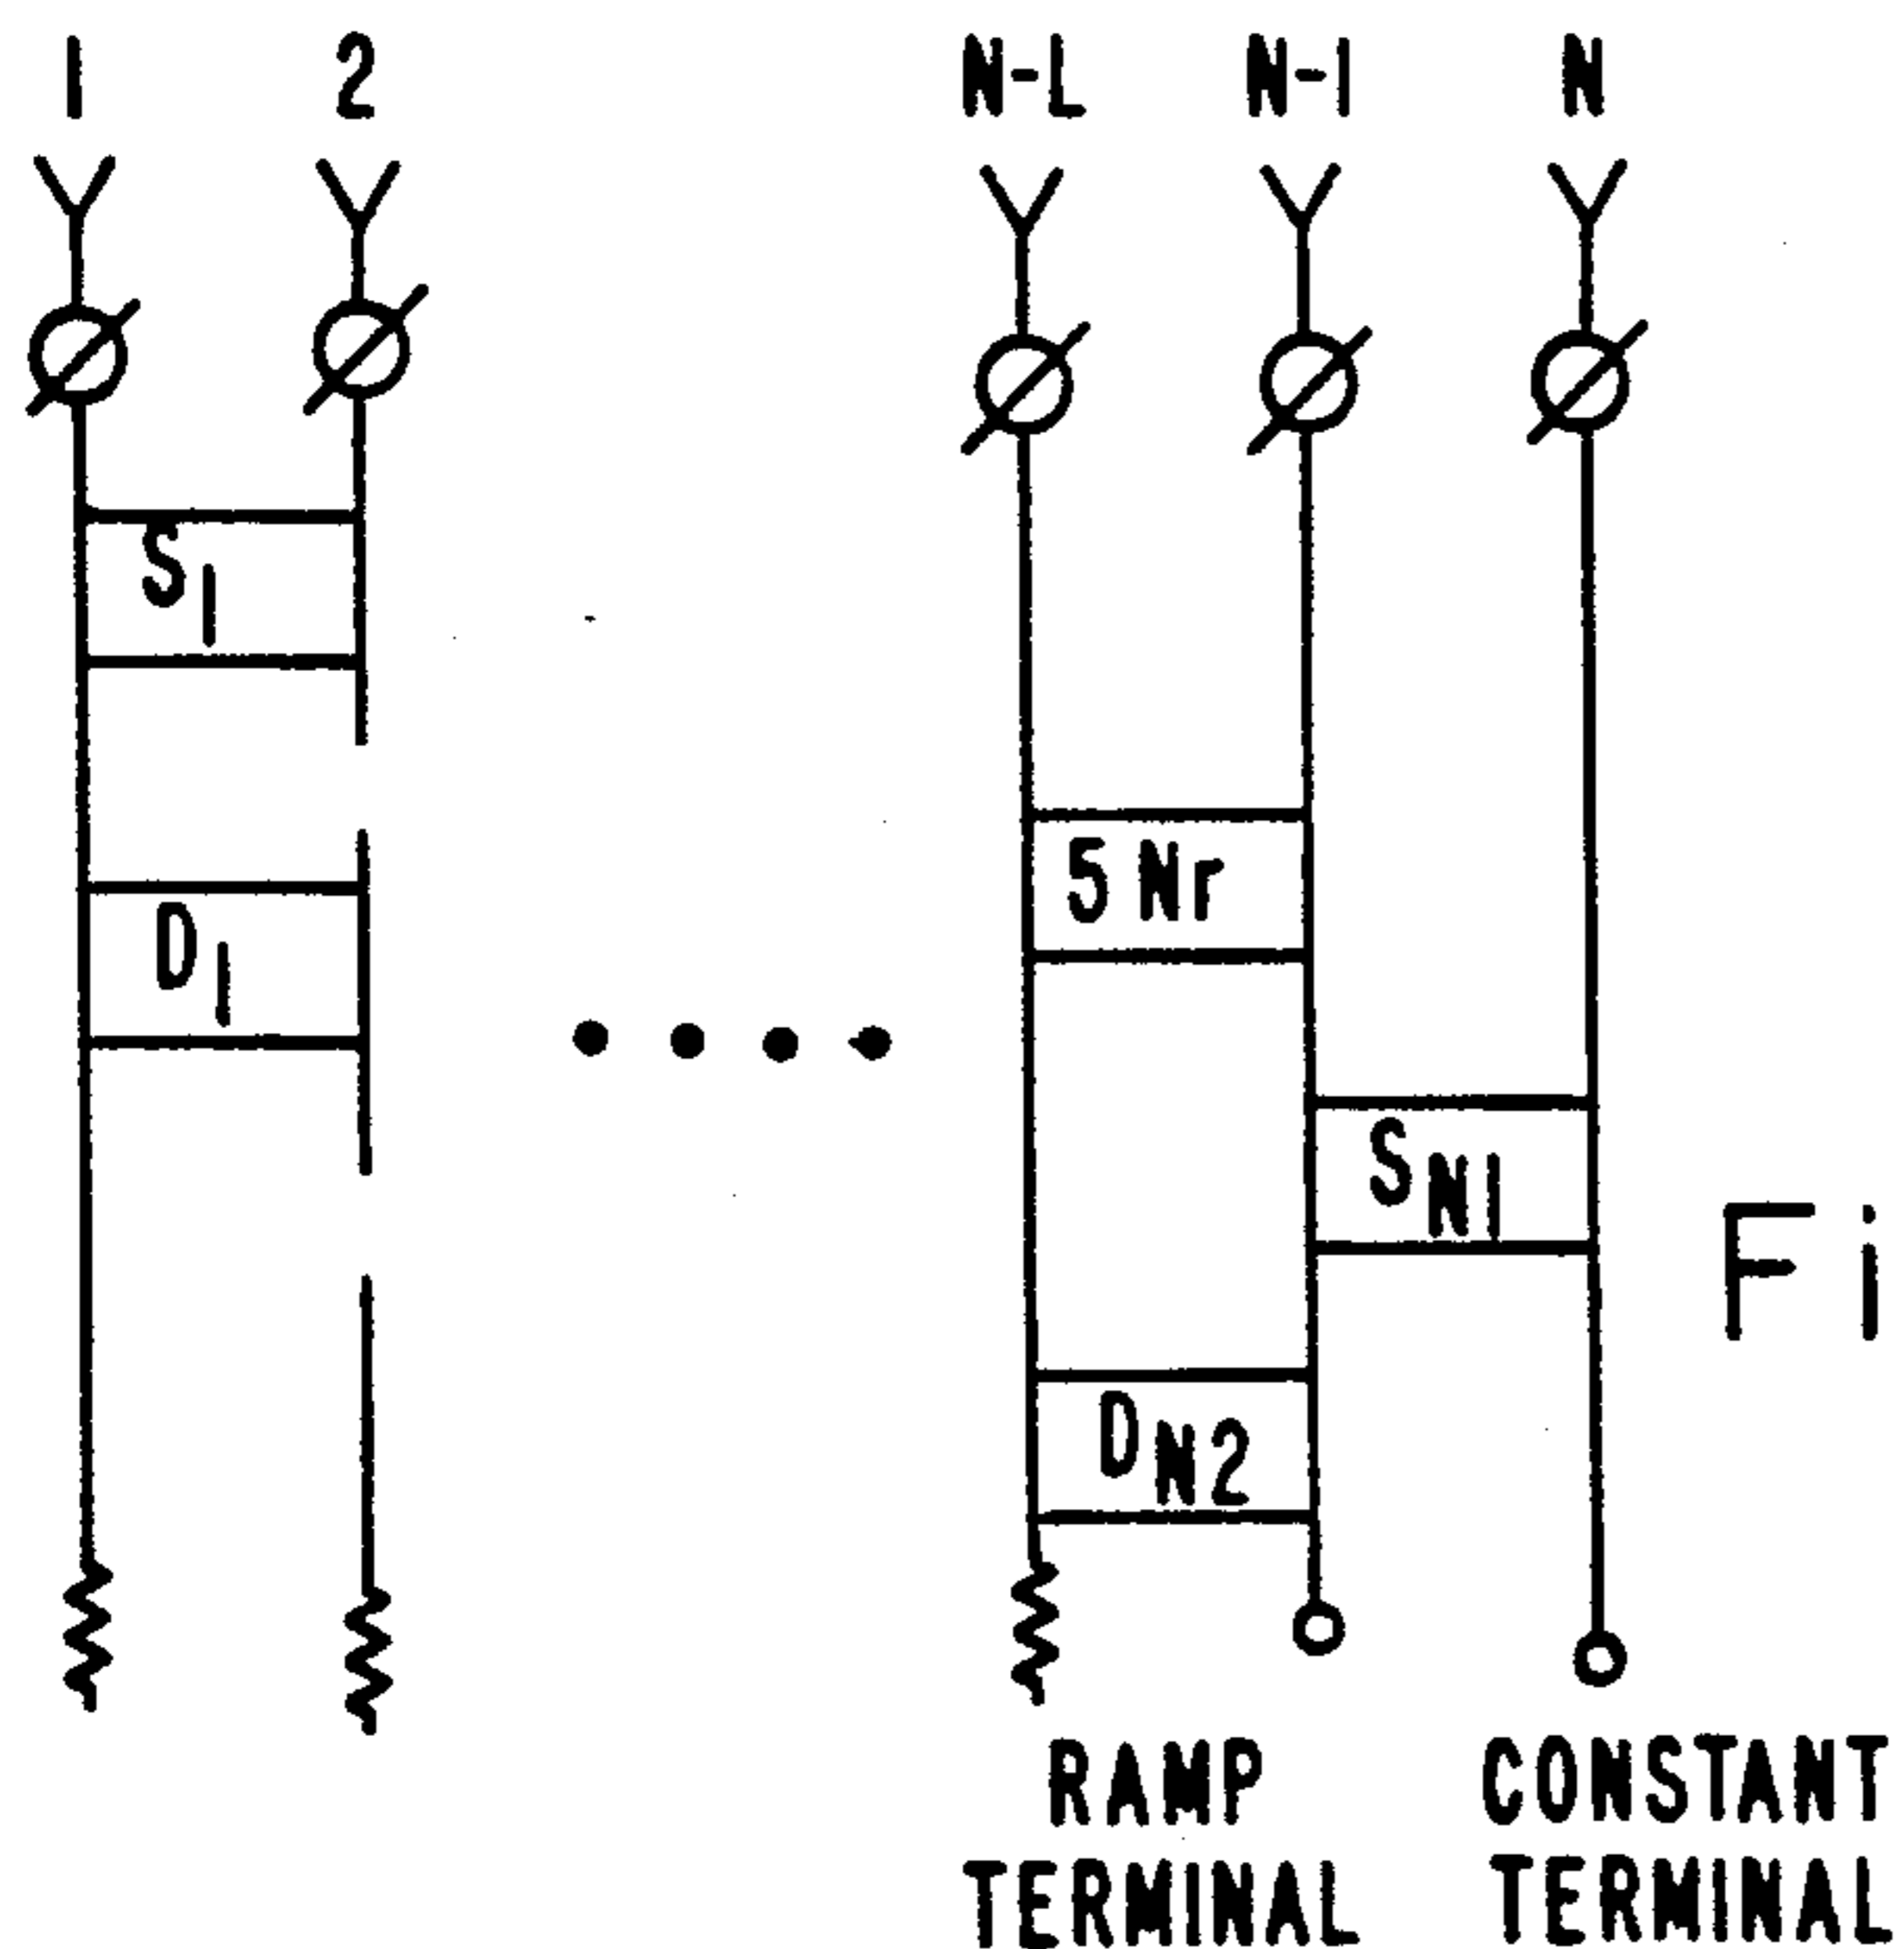 1 2 N-L N-1 N
S1
5 Nr
D1
SN1
Fi
DN2
RAMP TERMINAL
CONSTANT TERMINAL